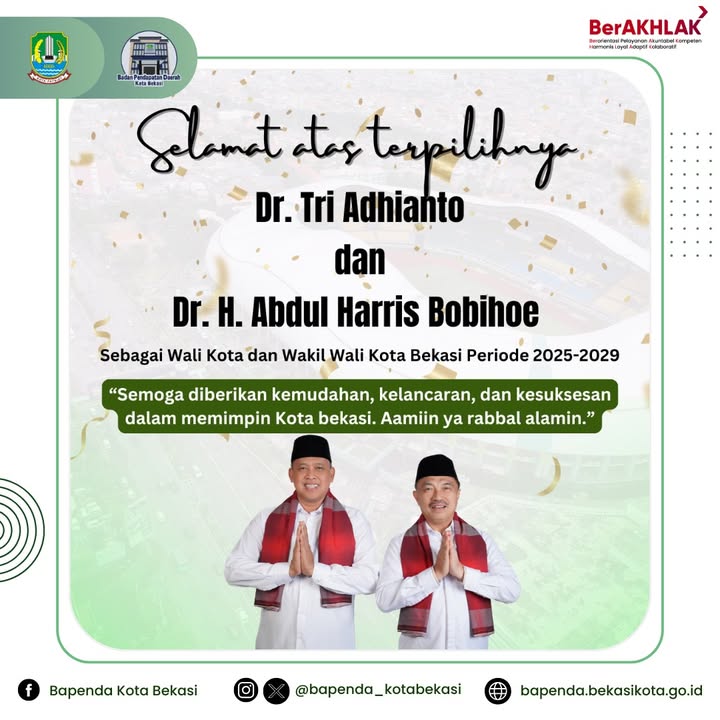 BerAKHLAK
Berorientasi Pelayanan Akuntabel Kompeten
Harmonis Loyal Adaptif Kolaboratif
Badan Pendapatan Daerah
Kota Bekasi
Selamat atas terpilihnya
Dr. Tri Adhianto
dan
Dr. H. Abdul Harris Bobihoe
Sebagai Wali Kota dan Wakil Wali Kota Bekasi Periode 2025-2029
“Semoga diberikan kemudahan, kelancaran, dan kesuksesan
dalam memimpin Kota bekasi. Aamiin ya rabbal alamin.”
Bapenda Kota Bekasi
@bapenda_kotabekasi
bapenda.bekasikota.go.id